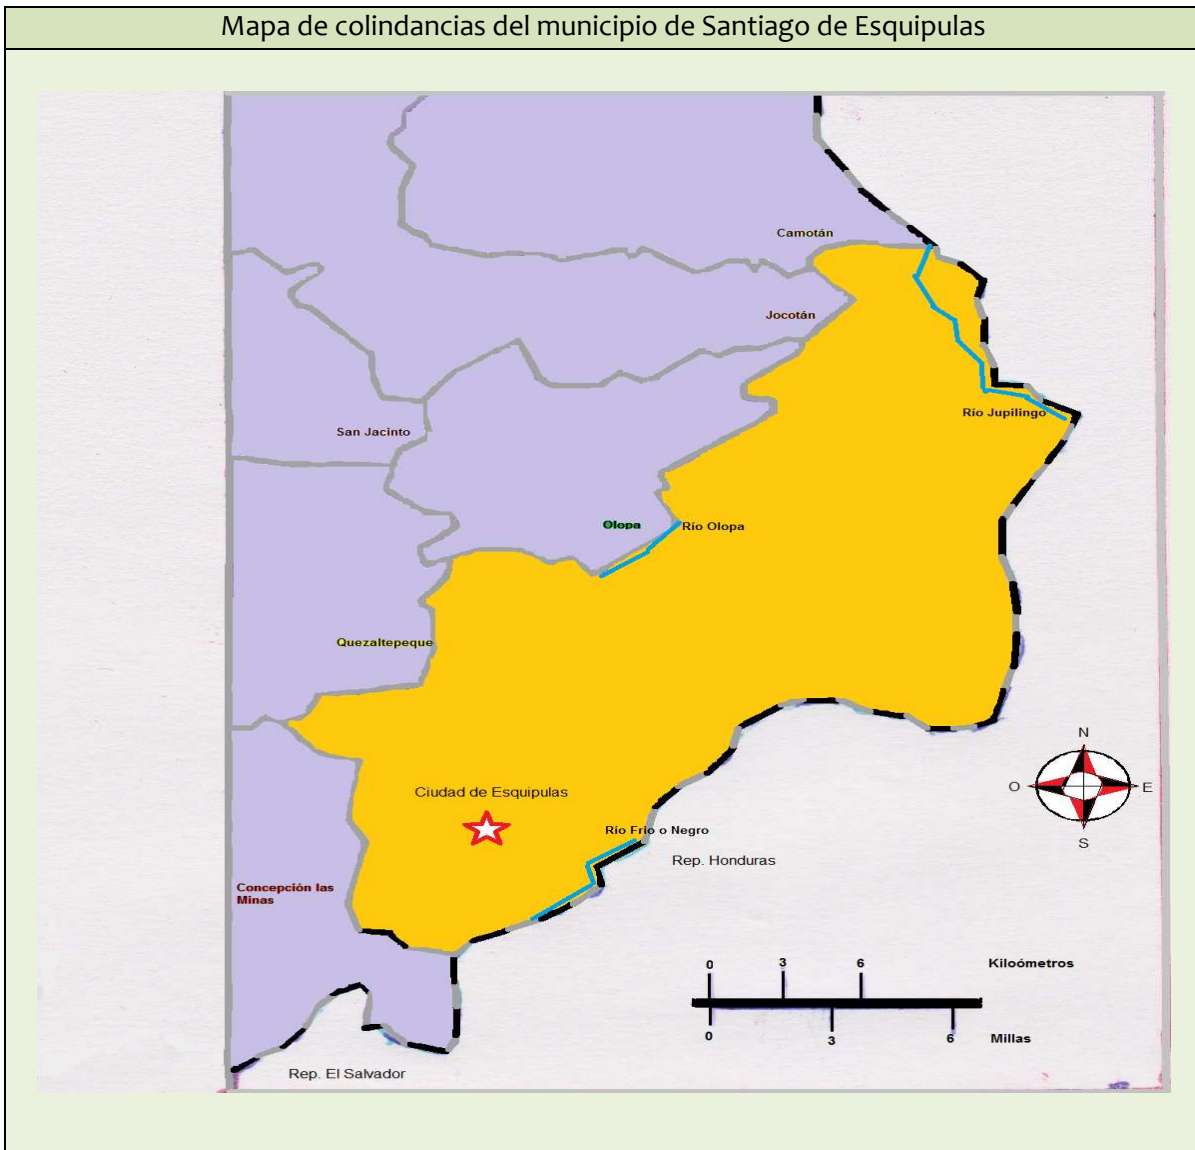 Mapa de colindancias del municipio de Santiago de Esquipulas
Camotán
Jocotán
Río Jupilingo
San Jacinto
Olopa
Río Olopa
Quezaltepeque
N
O
E
S
Ciudad de Esquipulas
Río Frio o Negro
Rep. Honduras
Concepción las
Minas
0 3 6 Kiloómetros
0 3 6 Millas
Rep. El Salvador